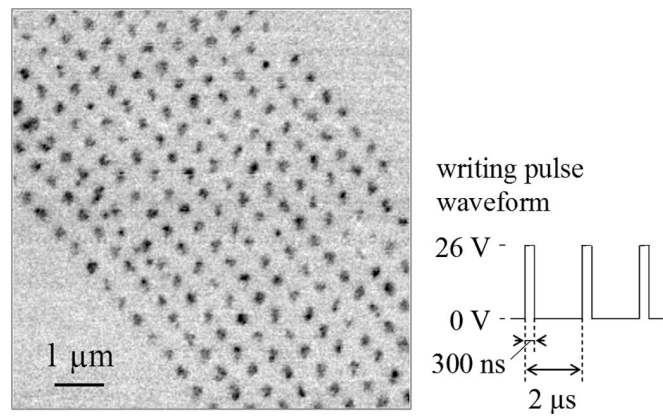 1 μm
writing pulse
waveform
26 V
0 V
300 ns
2 μs